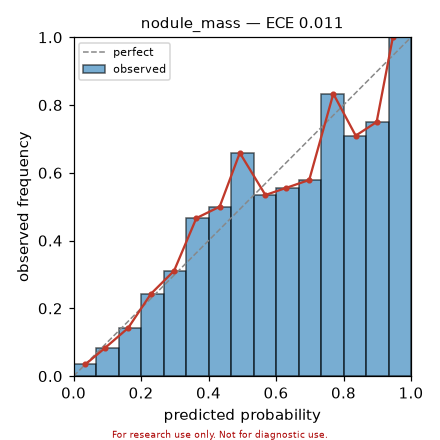 nodule_mass — ECE 0.011
perfect
observed
observed frequency
1.0
0.8
0.6
0.4
0.2
0.0
0.0 0.2 0.4 0.6 0.8 1.0
predicted probability
For research use only. Not for diagnostic use.